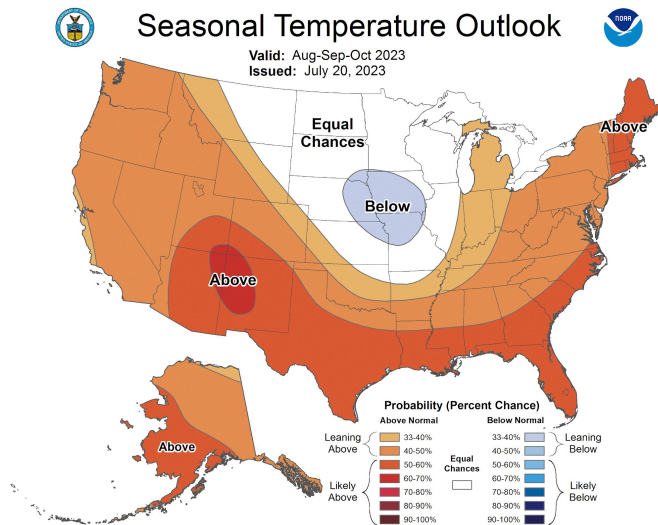 Seasonal Temperature Outlook
NOAA
Valid: Aug-Sep-Oct 2023
Issued: July 20, 2023
Equal
Chances
Above
Below
Above
Above
Probability (Percent Chance)
Above Normal
Below Normal
Leaning
Above
33-40%
40-50%
Likely
Above
50-60%
60-70%
70-80%
80-90%
90-100%
Equal
Chances
33-40%
40-50%
Leaning
Below
50-60%
60-70%
70-80%
80-90%
90-100%
Likely
Below